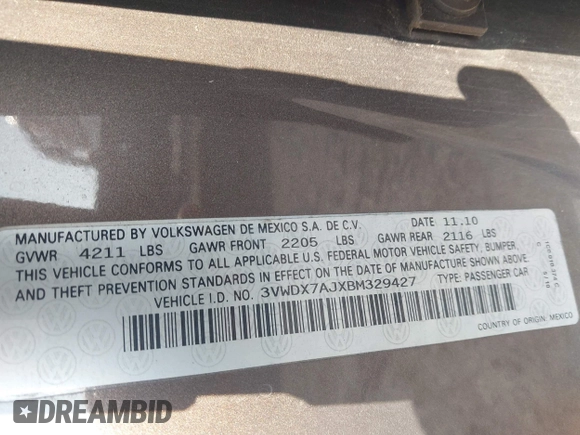 MANUFACTURED BY VOLKSWAGEN DE MEXICO S.A. DE C.V. DATE 11.10
GVWR 4211 LBS GAWR FRONT 2205 LBS GAWR REAR 2116 LBS
THIS VEHICLE CONFORMS TO ALL APPLICABLE U.S. FEDERAL MOTOR VEHICLE SAFETY, BUMPER,
AND THEFT PREVENTION STANDARDS IN EFFECT ON THE DATE OF MANUFACTURE SHOWN ABOVE.
VEHICLE I.D. NO. 3VWDX7AJXBM329427 TYPE: PASSENGER CAR
COUNTRY OF ORIGIN: MEXICO
DREAMBID